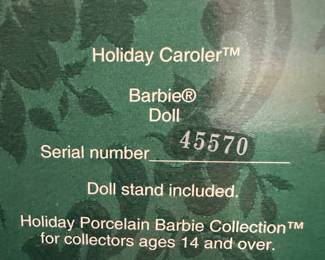 Holiday Caroler™
Barbie®
Doll
Serial number 45570
Doll stand included.
Holiday Porcelain Barbie Collection™
for collectors ages 14 and over.